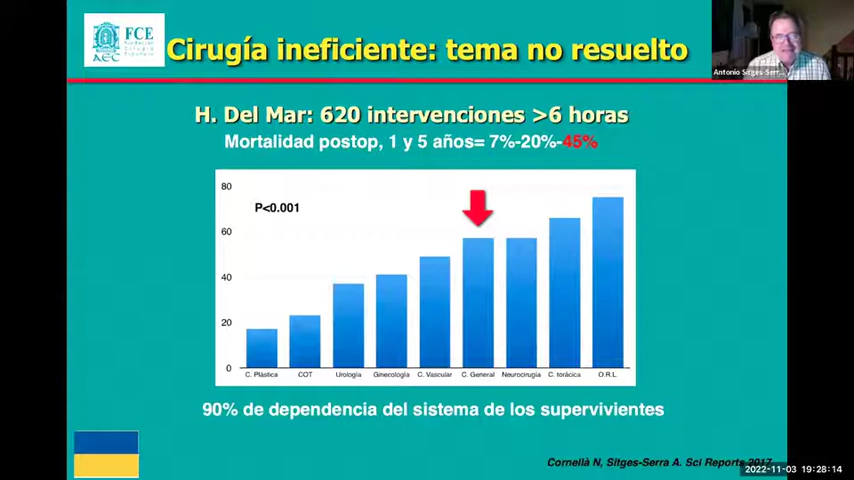 FCE
AEC
Cirugía ineficiente: tema no resuelto
Antonio Sitges-Serr...
H. Del Mar: 620 intervenciones >6 horas
Mortalidad postop, 1 y 5 años= 7%-20%-45%
80
P<0.001
60
40
20
0
C. Plástica COT Urología Ginecología C. Vascular C. General Neurocirugía C. torácica O.R.L.
90% de dependencia del sistema de los supervivientes
Cornellà N, Sitges-Serra A. Sci Reports 2017
2022-11-03 19:28:14